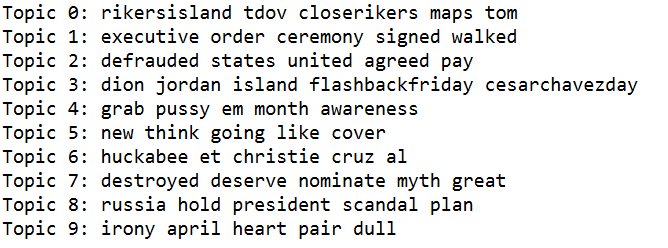 Topic 0: rikersisland tdov closerikers maps tom
Topic 1: executive order ceremony signed walked
Topic 2: defrauded states united agreed pay
Topic 3: dion jordan island flashbackfriday cesarchavezday
Topic 4: grab pussy em month awareness
Topic 5: new think going like cover
Topic 6: huckabee et christie cruz al
Topic 7: destroyed deserve nominate myth great
Topic 8: russia hold president scandal plan
Topic 9: irony april heart pair dull